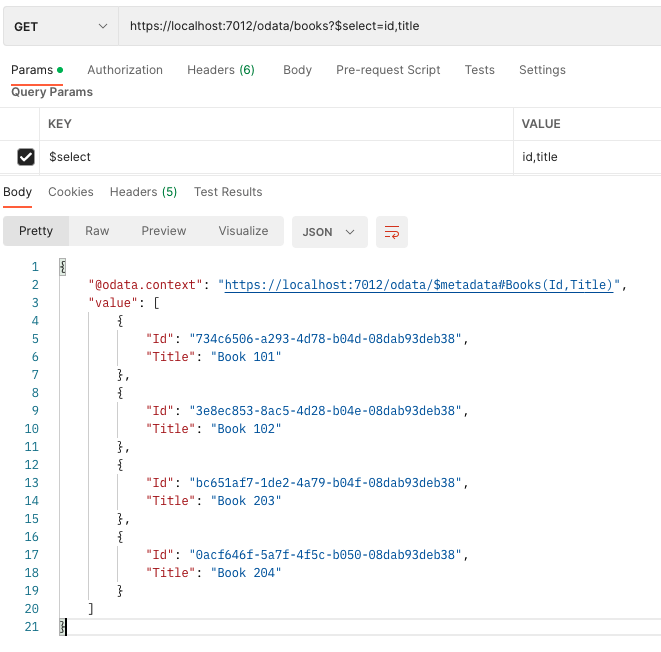 GET https://localhost:7012/odata/books?$select=id,title
Params Authorization Headers (6) Body Pre-request Script Tests Settings
Query Params
KEY VALUE
$select id,title
Body Cookies Headers (5) Test Results
Pretty Raw Preview Visualize JSON
1 {
2 "@odata.context": "https://localhost:7012/odata/$metadata#Books(Id,Title)",
3 "value": [
4 {
5 "Id": "734c6506-a293-4d78-b04d-08dab93deb38",
6 "Title": "Book 101"
7 },
8 {
9 "Id": "3e8ec853-8ac5-4d28-b04e-08dab93deb38",
10 "Title": "Book 102"
11 },
12 {
13 "Id": "bc651af7-1de2-4a79-b04f-08dab93deb38",
14 "Title": "Book 203"
15 },
16 {
17 "Id": "0acf646f-5a7f-4f5c-b050-08dab93deb38",
18 "Title": "Book 204"
19 }
20 ]
21 }